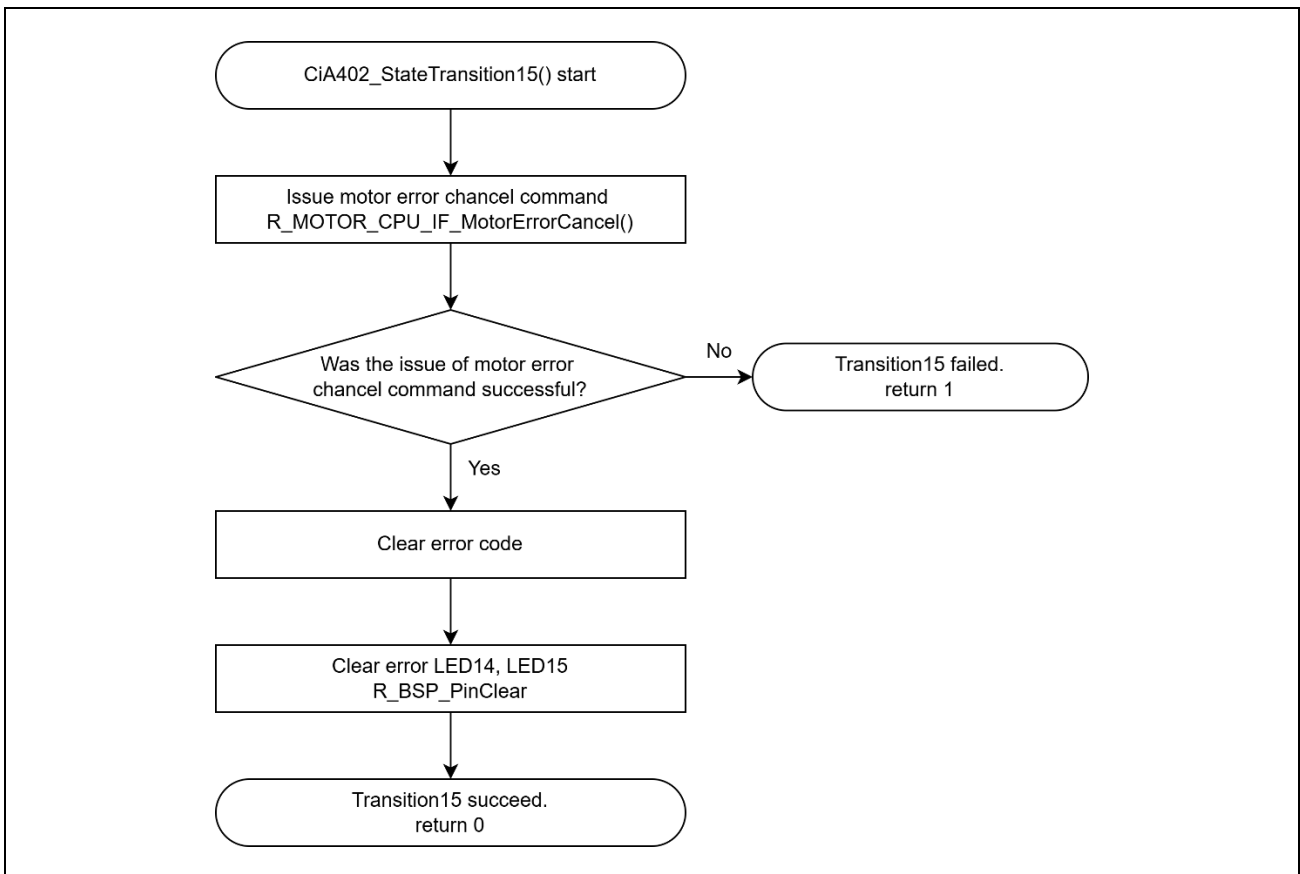 CiA402_StateTransition15() start
Issue motor error chancel command
R_MOTOR_CPU_IF_MotorErrorCancel()
Was the issue of motor error
chancel command successful?
No
Transition15 failed.
return 1
Yes
Clear error code
Clear error LED14, LED15
R_BSP_PinClear
Transition15 succeed.
return 0